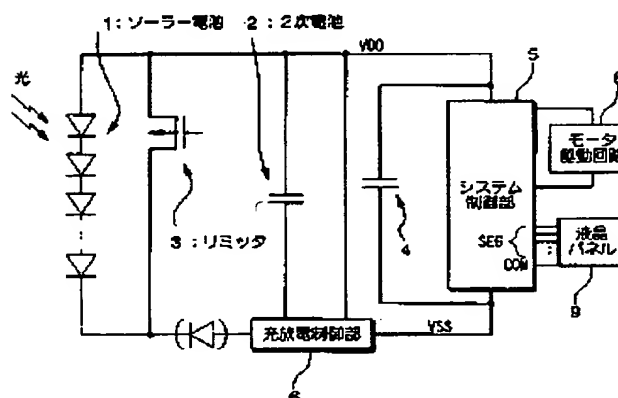 1：ソーラー電池
2：2次電池
VDD
5
光
システム
制御部
モータ
駆動回路
3：リミッタ
4
SEG
COM
液晶
パネル
9
充放電制御部
VSS
6